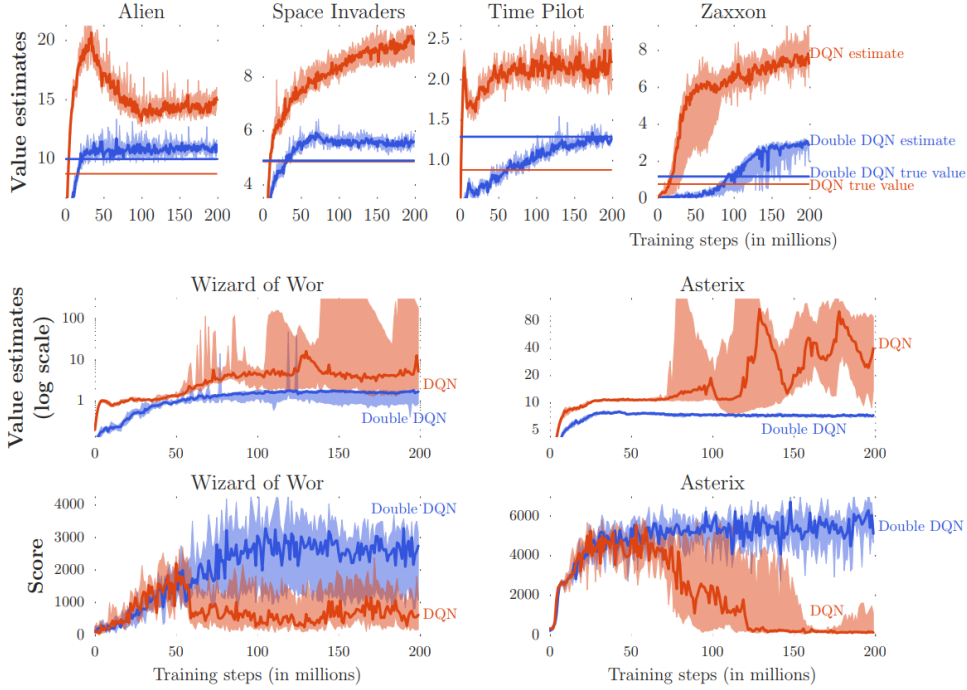 Alien Space Invaders Time Pilot Zaxxon
Value estimates
20
15
10
0 50 100 150 200
8
6
4
0 50 100 150 200
2.5
2.0
1.5
1.0
0 50 100 150 200
8
6
4
2
0
0 50 100 150 200
DQN estimate
Double DQN estimate
Double DQN true value
DQN true value
Training steps (in millions)
Wizard of Wor Asterix
Value estimates
(log scale)
100
10
1
0 50 100 150 200
DQN
Double DQN
80
40
20
10
5
0 50 100 150 200
DQN
Double DQN
Wizard of Wor Asterix
Score
4000
3000
2000
1000
0
0 50 100 150 200
Double DQN
DQN
Training steps (in millions)
6000
4000
2000
0
0 50 100 150 200
Double DQN
DQN
Training steps (in millions)